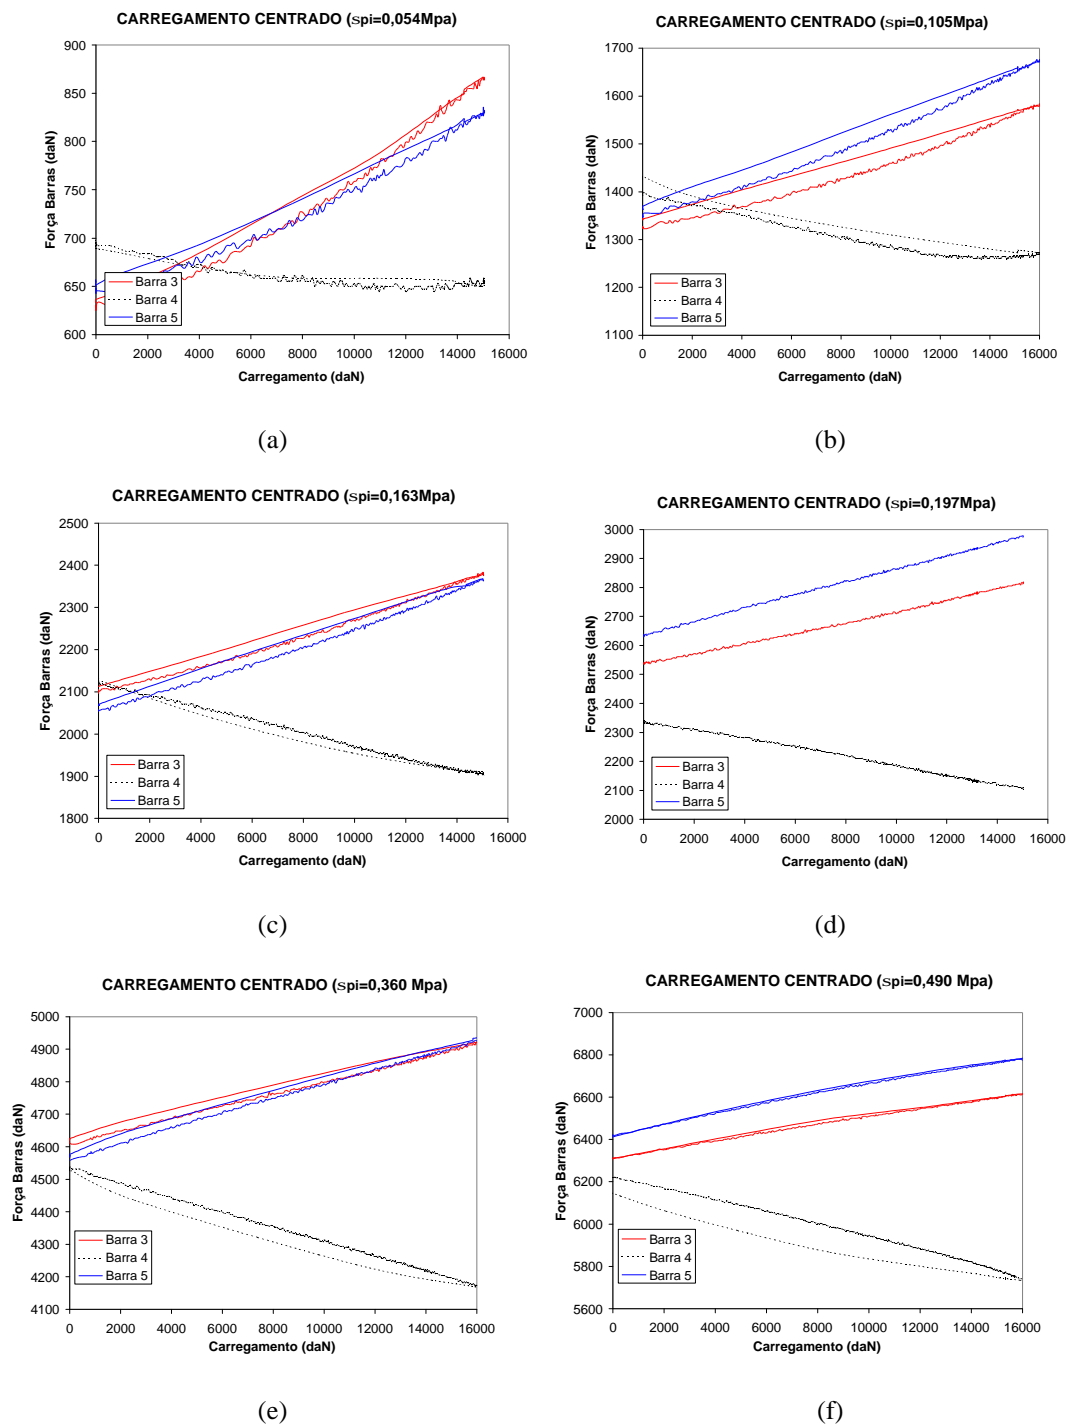 CARREGAMENTO CENTRADO (spi=0,054Mpa)
900
850
800
750
700
650
600
Força Barras (daN)
Barra 3
Barra 4
Barra 5
0 2000 4000 6000 8000 10000 12000 14000 16000
Carregamento (daN)
(a)
CARREGAMENTO CENTRADO (spi=0,105Mpa)
1700
1600
1500
1400
1300
1200
1100
Força Barras (daN)
Barra 3
Barra 4
Barra 5
0 2000 4000 6000 8000 10000 12000 14000 16000
Carregamento (daN)
(b)
CARREGAMENTO CENTRADO (spi=0,163Mpa)
2500
2400
2300
2200
2100
2000
1900
1800
Força Barras (daN)
Barra 3
Barra 4
Barra 5
0 2000 4000 6000 8000 10000 12000 14000 16000
Carregamento (daN)
(c)
CARREGAMENTO CENTRADO (spi=0,197Mpa)
3000
2900
2800
2700
2600
2500
2400
2300
2200
2100
2000
Força Barras (daN)
Barra 3
Barra 4
Barra 5
0 2000 4000 6000 8000 10000 12000 14000 16000
Carregamento (daN)
(d)
CARREGAMENTO CENTRADO (spi=0,360 Mpa)
5000
4900
4800
4700
4600
4500
4400
4300
4200
4100
Força Barras (daN)
Barra 3
Barra 4
Barra 5
0 2000 4000 6000 8000 10000 12000 14000 16000
Carregamento (daN)
(e)
CARREGAMENTO CENTRADO (spi=0,490 Mpa)
7000
6800
6600
6400
6200
6000
5800
5600
Força Barras (daN)
Barra 3
Barra 4
Barra 5
0 2000 4000 6000 8000 10000 12000 14000 16000
Carregamento (daN)
(f)